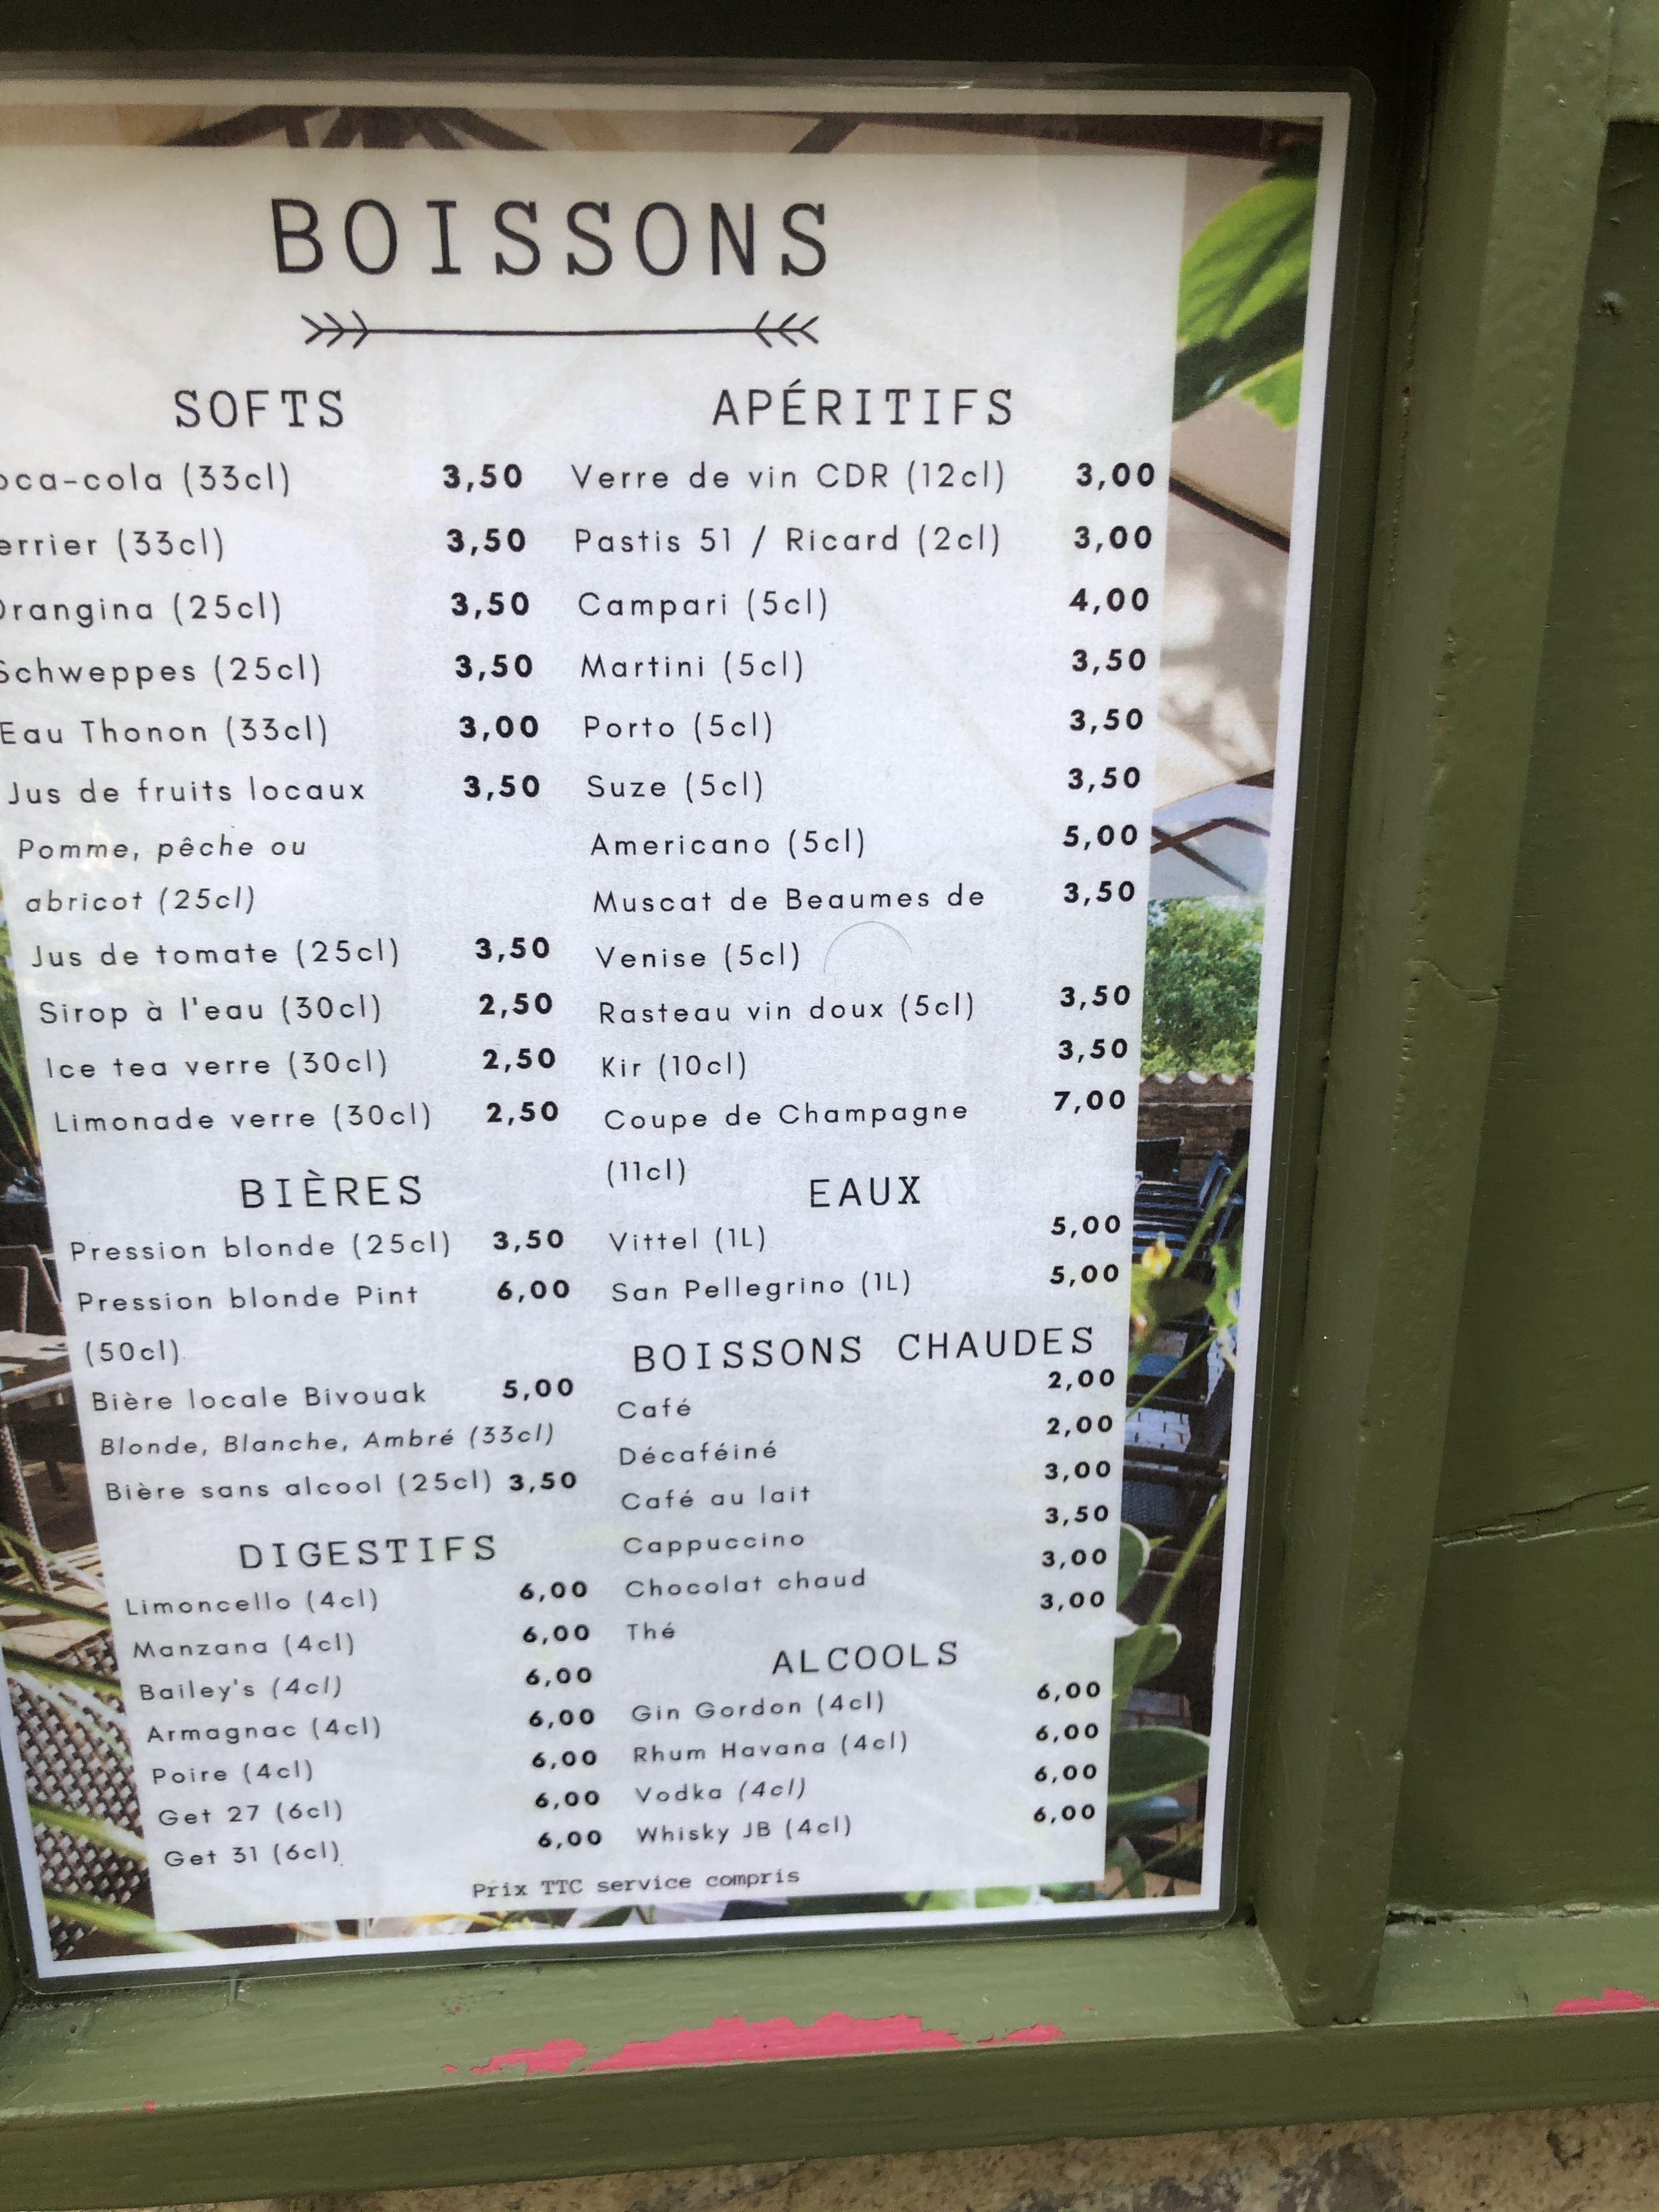 BOISSONS
SOFTS
oca-cola (33cl) 3,50
errier (33cl) 3,50
Orangina (25cl) 3,50
Schweppes (25cl) 3,50
Eau Thonon (33cl) 3,00
Jus de fruits locaux 3,50
Pomme, pêche ou
abricot (25cl)
Jus de tomate (25cl) 3,50
Sirop à l'eau (30cl) 2,50
Ice tea verre (30cl) 2,50
Limonade verre (30cl) 2,50
BIÈRES
Pression blonde (25cl) 3,50
Pression blonde Pint 6,00
(50cl)
Bière locale Bivouak 5,00
Blonde, Blanche, Ambré (33cl)
Bière sans alcool (25cl) 3,50
DIGESTIFS
Limoncello (4cl) 6,00
Manzana (4cl) 6,00
Bailey's (4cl) 6,00
Armagnac (4cl) 6,00
Poire (4cl) 6,00
Get 27 (6cl) 6,00
Get 31 (6cl) 6,00
APÉRITIFS
Verre de vin CDR (12cl) 3,00
Pastis 51 / Ricard (2cl) 3,00
Campari (5cl) 4,00
Martini (5cl) 3,50
Porto (5cl) 3,50
Suze (5cl) 3,50
Americano (5cl) 5,00
Muscat de Beaumes de 3,50
Venise (5cl)
Rasteau vin doux (5cl) 3,50
Kir (10cl) 3,50
Coupe de Champagne 7,00
(11cl)
EAUX
Vittel (1L) 5,00
San Pellegrino (1L) 5,00
BOISSONS CHAUDES
Café 2,00
Décaféiné 2,00
Café au lait 3,00
Cappuccino 3,50
Chocolat chaud 3,00
Thé 3,00
ALCOOLS
Gin Gordon (4cl) 6,00
Rhum Havana (4cl) 6,00
Vodka (4cl) 6,00
Whisky JB (4cl) 6,00
Prix TTC service compris